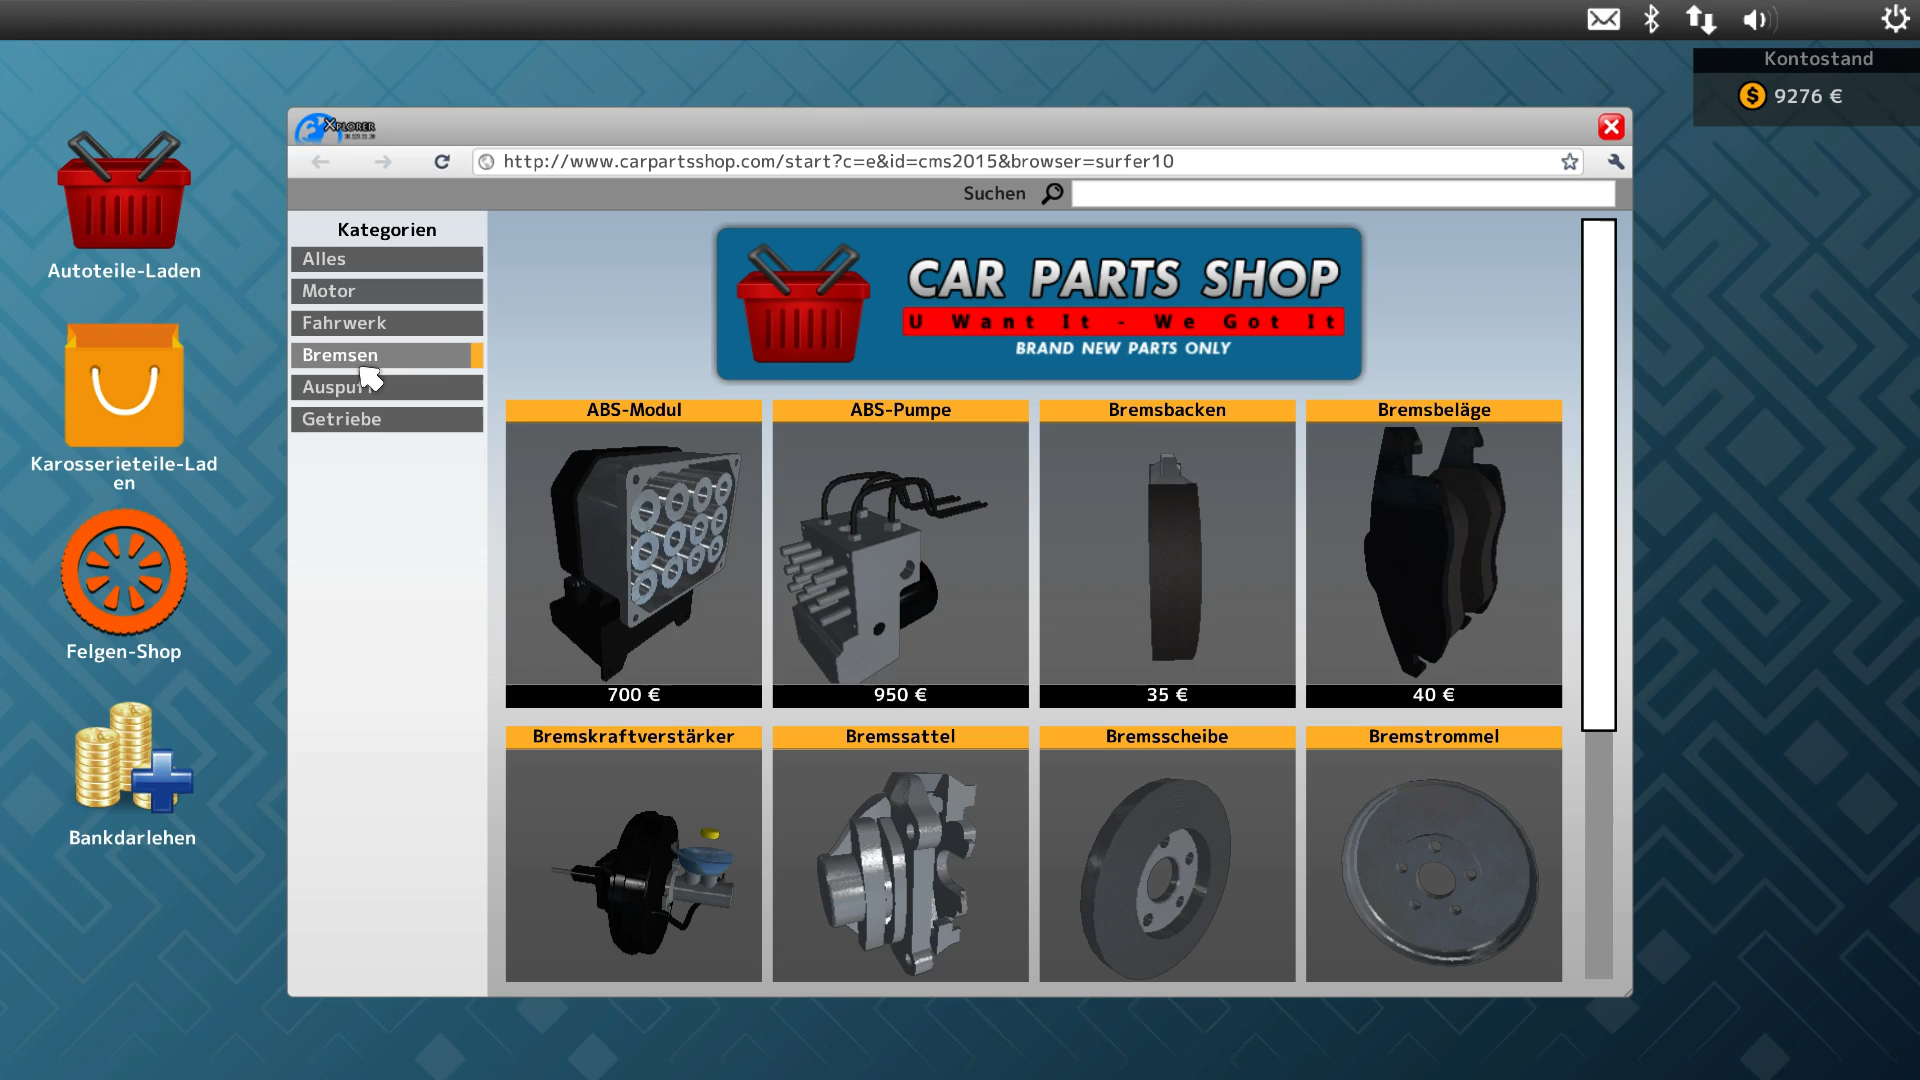 Kontostand
9276 €
Autoteile-Laden
Karosserieteile-Lad
en
Felgen-Shop
Bankdarlehen
XPLORER
http://www.carpartsshop.com/start?c=e&id=cms2015&browser=surfer10
Suchen
Kategorien
Alles
Motor
Fahrwerk
Bremsen
Auspuff
Getriebe
CAR PARTS SHOP
U Want It - We Got It
BRAND NEW PARTS ONLY
ABS-Modul
ABS-Pumpe
Bremsbacken
Bremsbeläge
700 €
950 €
35 €
40 €
Bremskraftverstärker
Bremssattel
Bremsscheibe
Bremstrommel